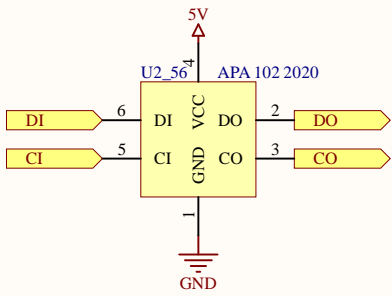 5V
4
U2_56 APA 102 2020
DI 6 DI VCC DO 2 DO
CI 5 CI GND CO 3 CO
1
GND